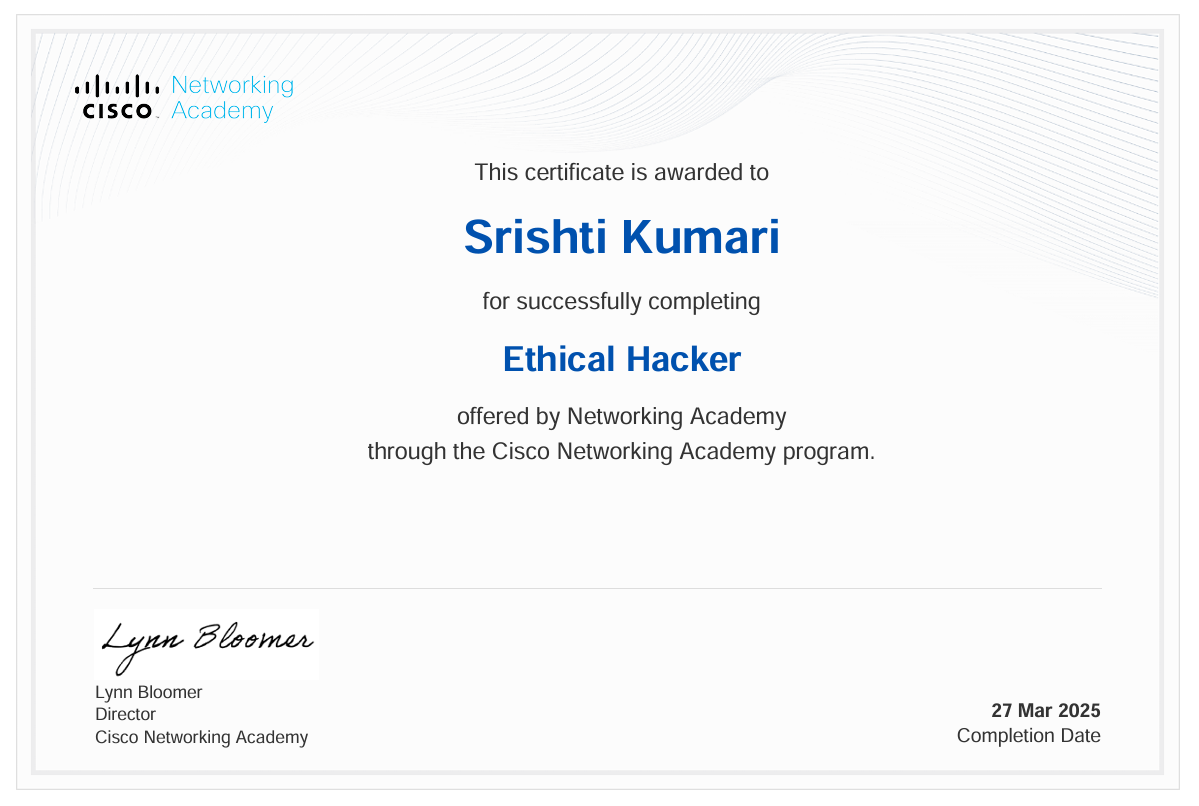 Networking
CISCO Academy
This certificate is awarded to
Srishti Kumari
for successfully completing
Ethical Hacker
offered by Networking Academy
through the Cisco Networking Academy program.
Lynn Bloomer
Lynn Bloomer
Director
Cisco Networking Academy
27 Mar 2025
Completion Date